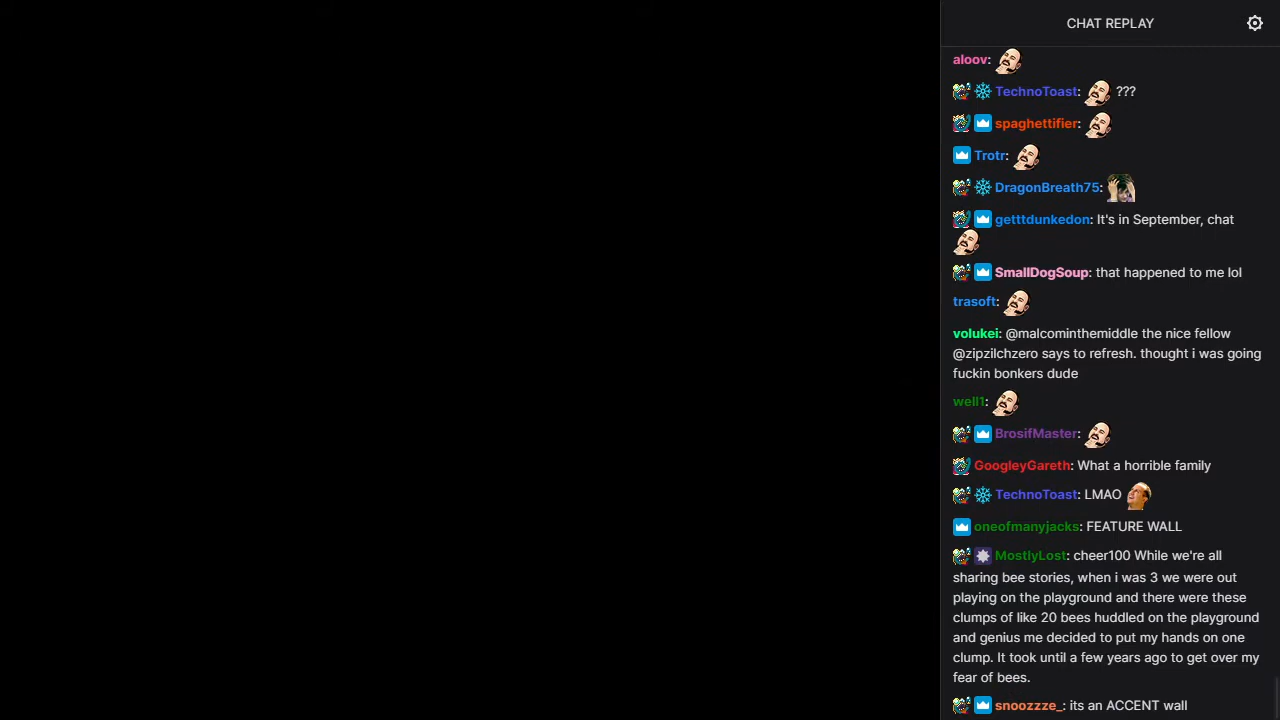 CHAT REPLAY
aloov:
TechnoToast: ???
spaghettifier:
Trotr:
DragonBreath75:
getttdunkedon: It's in September, chat
SmallDogSoup: that happened to me lol
trasoft:
volukei: @malcominthemiddle the nice fellow
@zipzilchzero says to refresh. thought i was going
fuckin bonkers dude
well1:
BrosifMaster:
GoogleyGareth: What a horrible family
TechnoToast: LMAO
oneofmanyjacks: FEATURE WALL
MostlyLost: cheer100 While we're all
sharing bee stories, when i was 3 we were out
playing on the playground and there were these
clumps of like 20 bees huddled on the playground
and genius me decided to put my hands on one
clump. It took until a few years ago to get over my
fear of bees.
snoozzze_: its an ACCENT wall